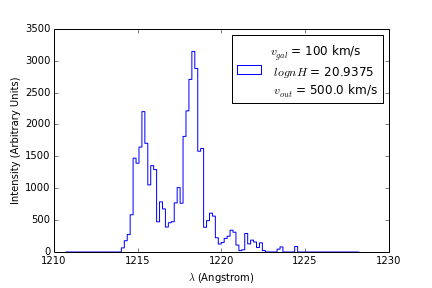 3500
3000
2500
2000
1500
1000
500
0
Intensity (Arbitrary Units)
v_gal = 100 km/s
lognH = 20.9375
v_out = 500.0 km/s
1210 1215 1220 1225 1230
λ (Angstrom)